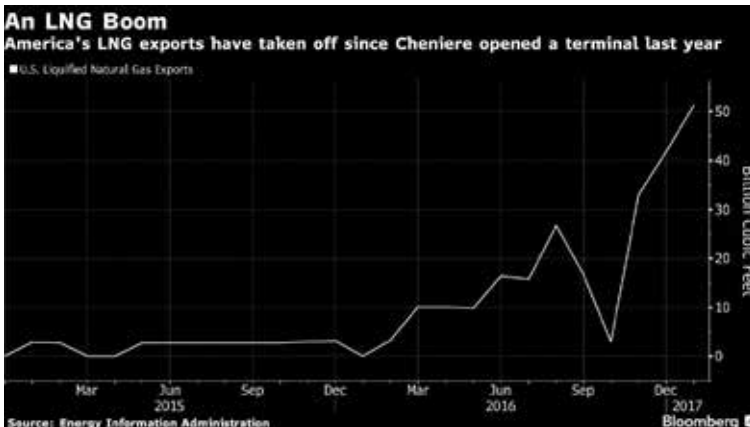 An LNG Boom
America's LNG exports have taken off since Cheniere opened a terminal last year
U.S. Liquified Natural Gas Exports
50
40
30
20
10
0
Billion Cubic Feet
Mar Jun Sep Dec Mar Jun Sep Dec
2015 2016 2017
Source: Energy Information Administration
Bloomberg